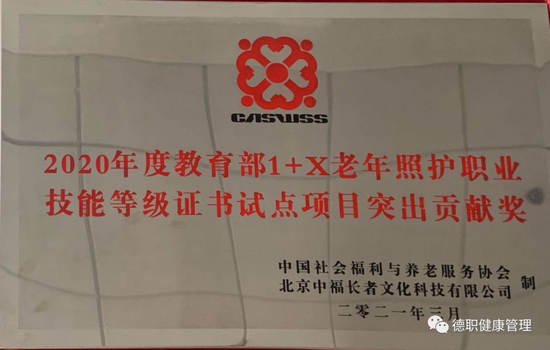 CASWSS
2020年度教育部1+X老年照护职业
技能等级证书试点项目突出贡献奖
中国社会福利与养老服务协会
北京中福长者文化科技有限公司 制
二零二一年三月
德职健康管理